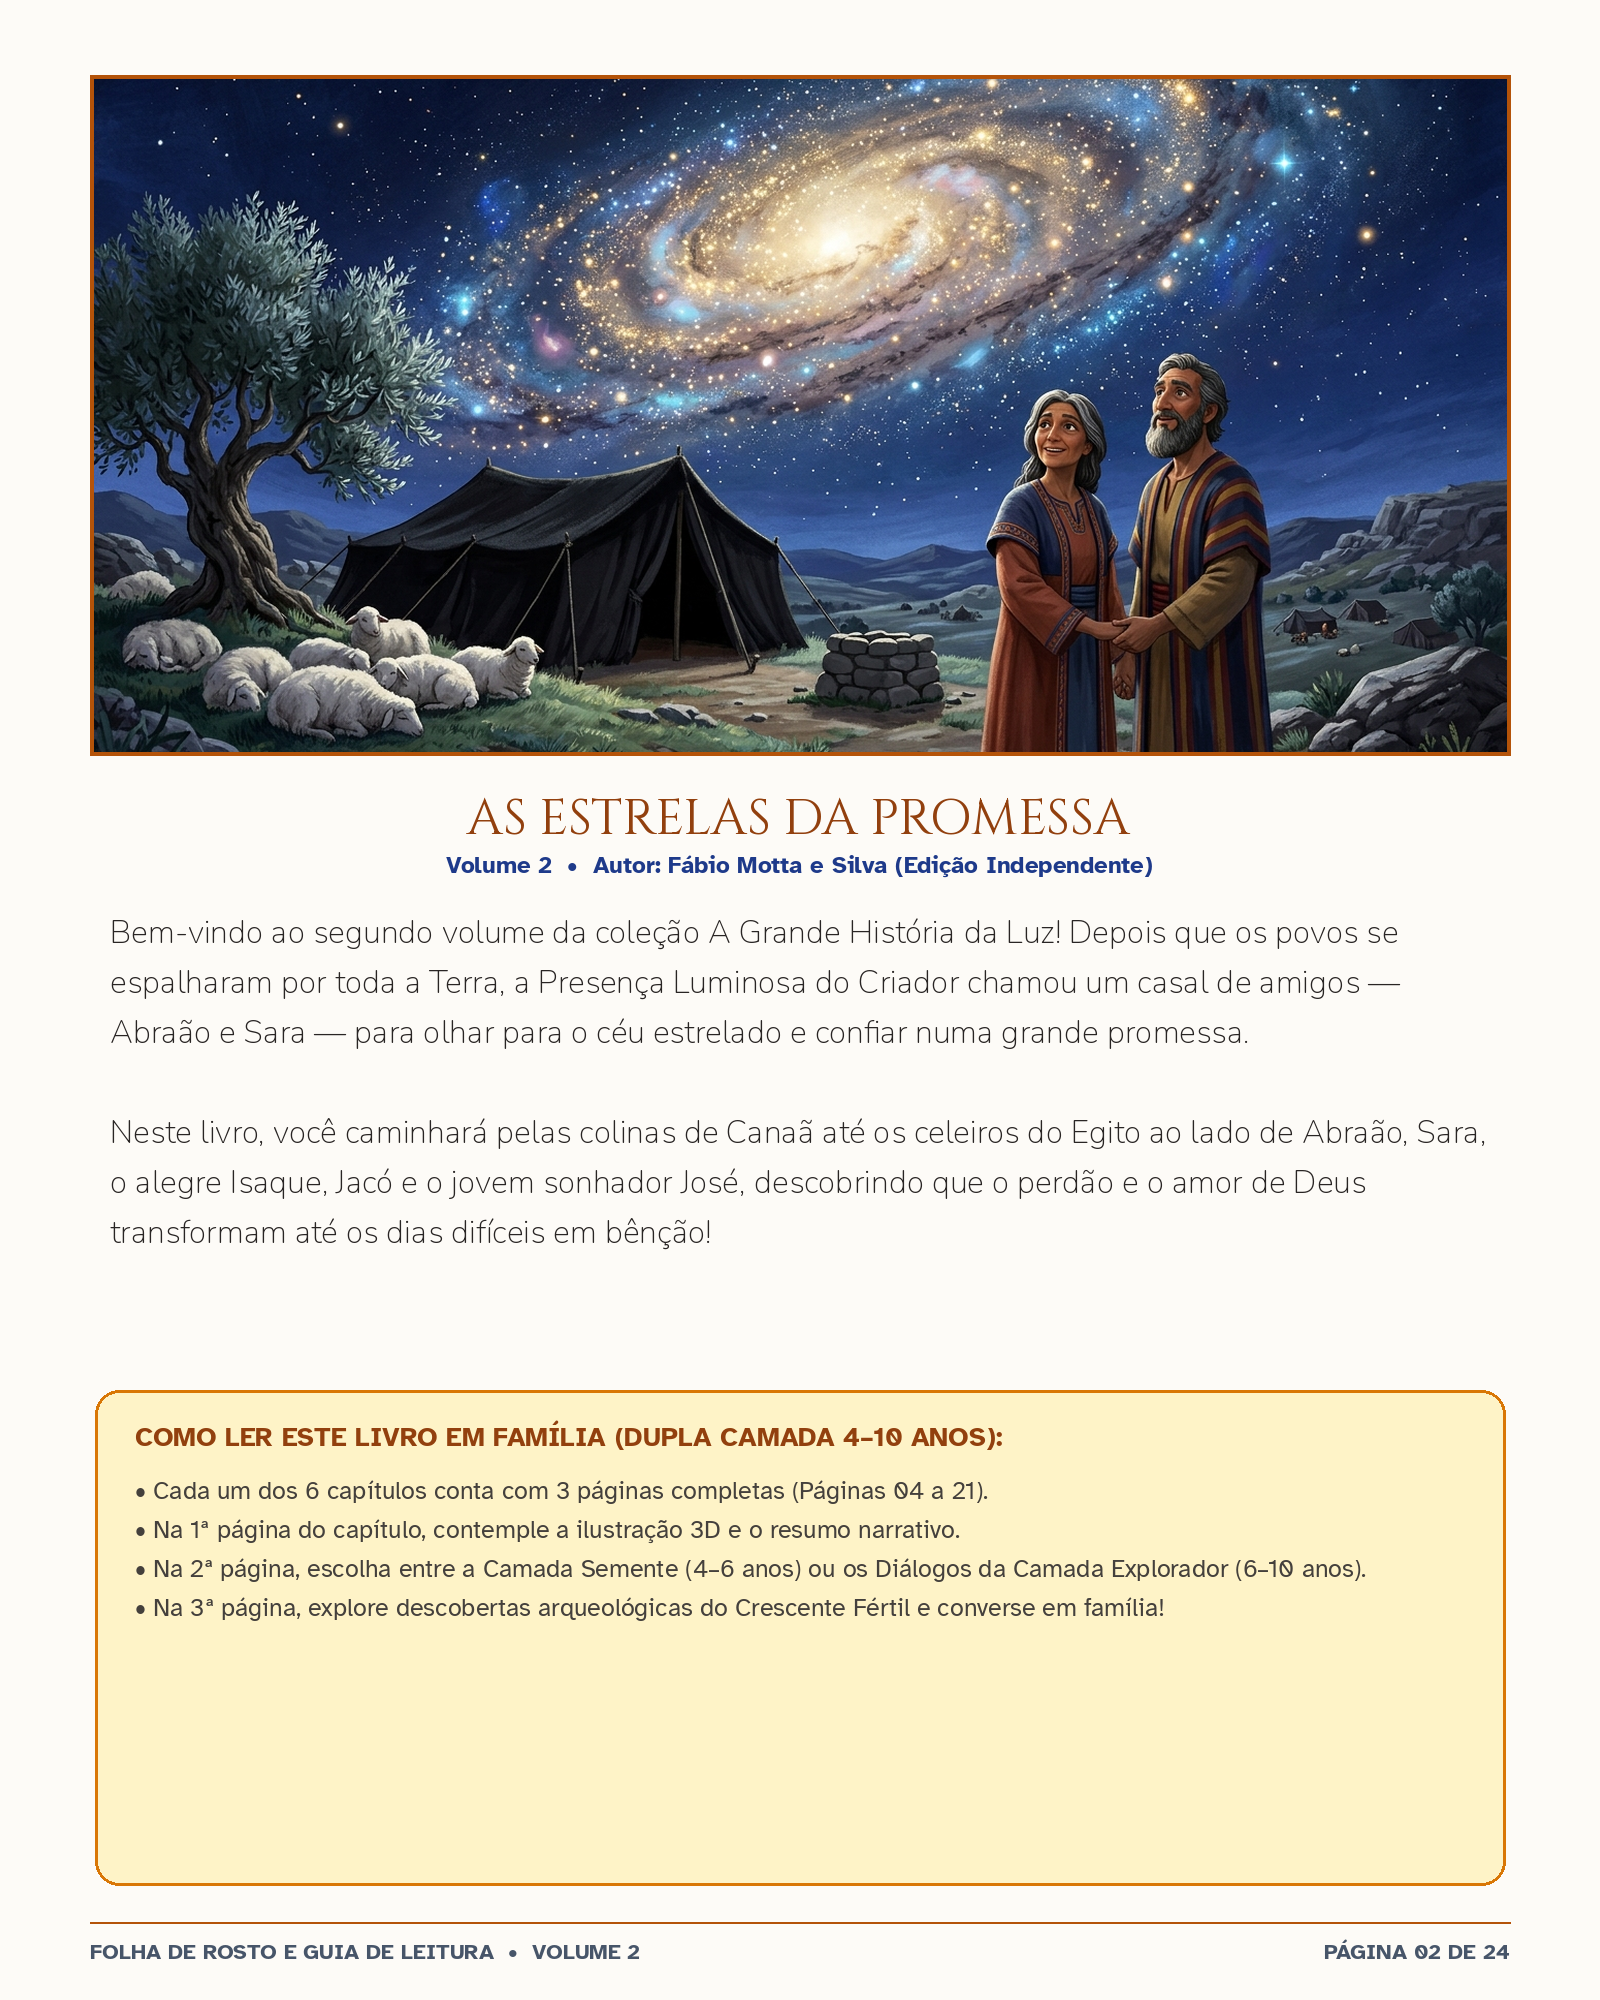 AS ESTRELAS DA PROMESSA
Volume 2 • Autor: Fábio Motta e Silva (Edição Independente)
Bem-vindo ao segundo volume da coleção A Grande História da Luz! Depois que os povos se
espalharam por toda a Terra, a Presença Luminosa do Criador chamou um casal de amigos —
Abraão e Sara — para olhar para o céu estrelado e confiar numa grande promessa.
Neste livro, você caminhará pelas colinas de Canaã até os celeiros do Egito ao lado de Abraão, Sara,
o alegre Isaque, Jacó e o jovem sonhador José, descobrindo que o perdão e o amor de Deus
transformam até os dias difíceis em bênção!
COMO LER ESTE LIVRO EM FAMÍLIA (DUPLA CAMADA 4–10 ANOS):
• Cada um dos 6 capítulos conta com 3 páginas completas (Páginas 04 a 21).
• Na 1ª página do capítulo, contemple a ilustração 3D e o resumo narrativo.
• Na 2ª página, escolha entre a Camada Semente (4–6 anos) ou os Diálogos da Camada Explorador (6–10 anos).
• Na 3ª página, explore descobertas arqueológicas do Crescente Fértil e converse em família!
FOLHA DE ROSTO E GUIA DE LEITURA • VOLUME 2
PÁGINA 02 DE 24